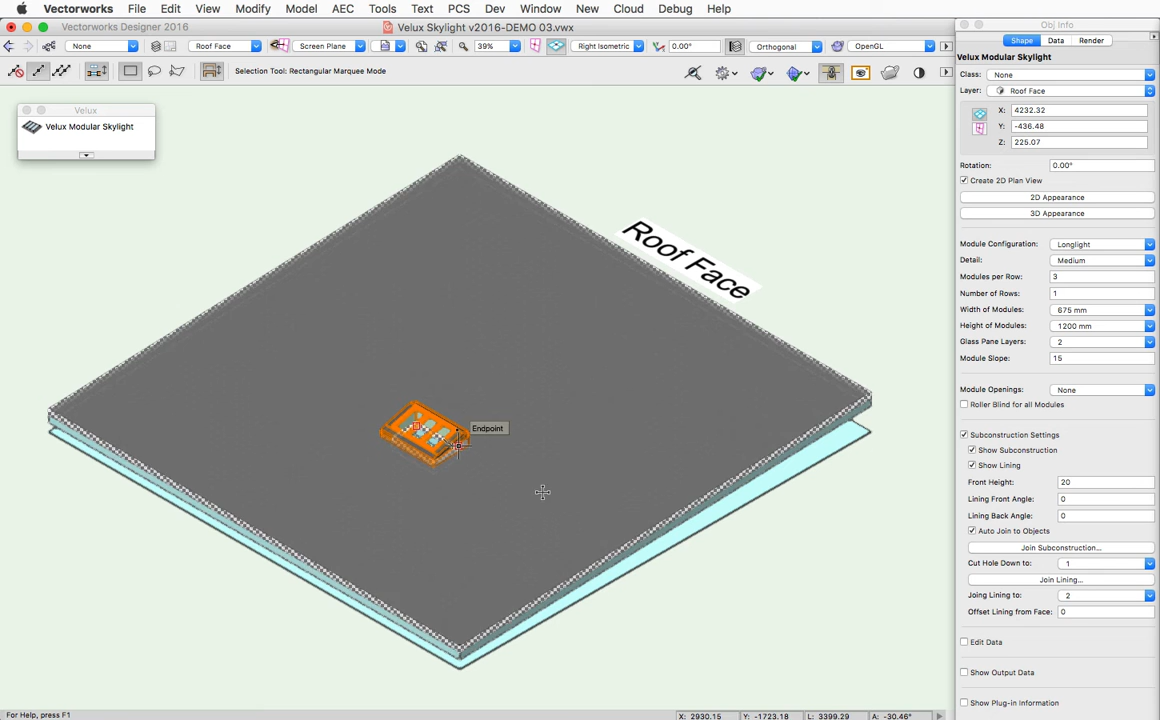 Vectorworks File Edit View Modify Model AEC Tools Text PCS Dev Window New Cloud Debug Help
Vectorworks Designer 2016 Velux Skylight v2016-DEMO 03.vwx Obj Info
None Roof Face Screen Plane 39% Right Isometric 0.00° Orthogonal OpenGL
Shape Data Render
Selection Tool: Rectangular Marquee Mode
Velux Modular Skylight
Class: None
Layer: Roof Face
X: 4232.32
Y: -436.48
Z: 225.07
Rotation: 0.00°
Create 2D Plan View
2D Appearance
3D Appearance
Module Configuration: Longlight
Detail: Medium
Modules per Row: 3
Number of Rows: 1
Width of Modules: 675 mm
Height of Modules: 1200 mm
Glass Pane Layers: 2
Module Slope: 15
Module Openings: None
Roller Blind for all Modules
Subconstruction Settings
Show Subconstruction
Show Lining
Front Height: 20
Lining Front Angle: 0
Lining Back Angle: 0
Auto Join to Objects
Join Subconstruction...
Cut Hole Down to: 1
Join Lining...
Joing Lining to: 2
Offset Lining from Face: 0
Edit Data
Show Output Data
Show Plug-in Information
Velux
Velux Modular Skylight
Roof Face
Endpoint
For Help, press F1
X: 2930.15 Y: -1723.18 L: 3399.29 A: -30.46°